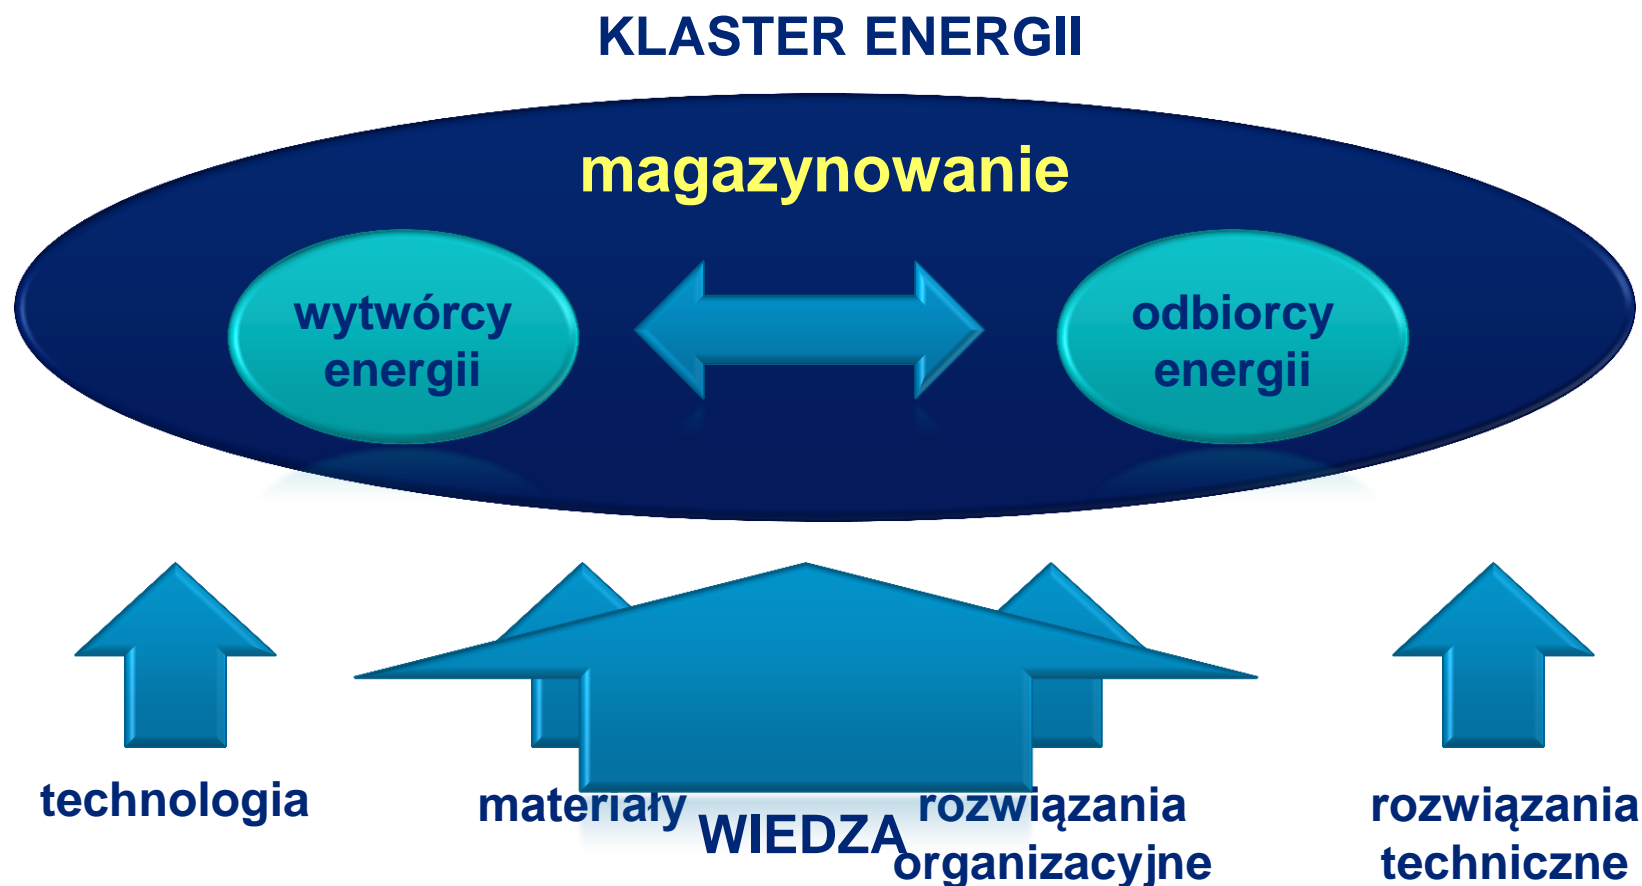 KLASTER ENERGII
magazynowanie
wytwórcy
energii
odbiorcy
energii
technologia
materiały
WIEDZA
rozwiązania
organizacyjne
rozwiązania
techniczne